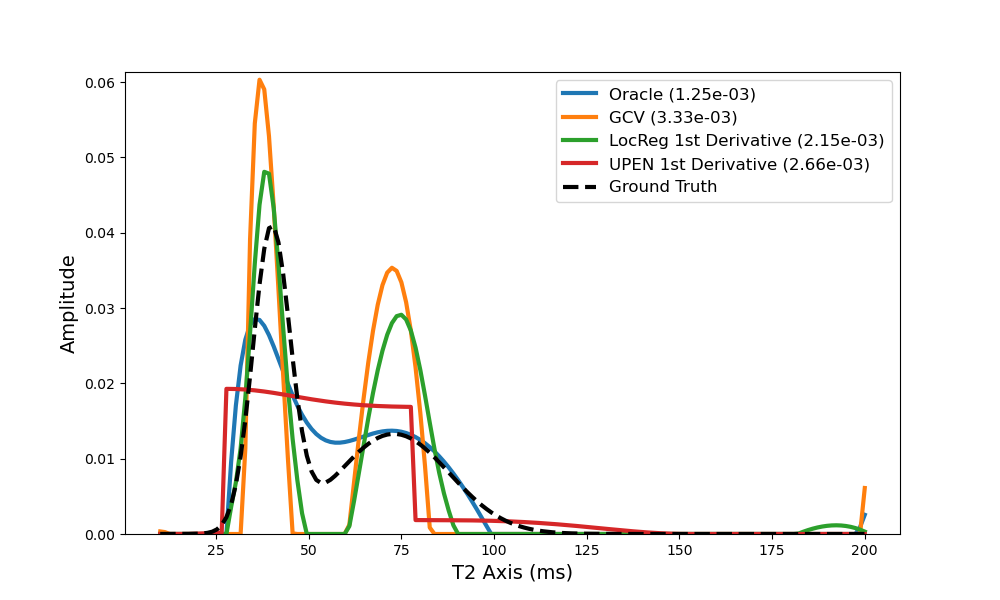 0.06
0.05
0.04
0.03
0.02
0.01
0.00
Amplitude
25
50
75
100
125
150
175
200
T2 Axis (ms)
Oracle (1.25e-03)
GCV (3.33e-03)
LocReg 1st Derivative (2.15e-03)
UPEN 1st Derivative (2.66e-03)
Ground Truth